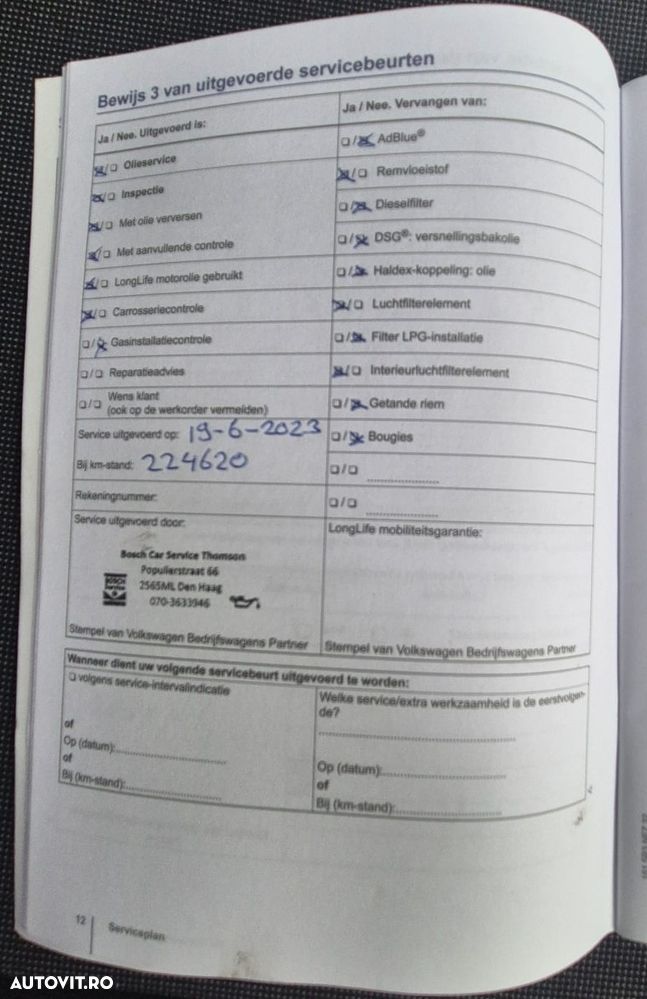 Bewijs 3 van uitgevoerde servicebeurten
Ja / Nee. Uitgevoerd is:
☒/☐ Olieservice
☒/☐ Inspectie
☒/☐ Met olie verversen
☒/☐ Met aanvullende controle
☒/☐ LongLife motorolie gebruikt
☒/☐ Carrosseriecontrole
☐/☒ Gasinstallatiecontrole
☐/☐ Reparatieadvies
☐/☐ Wens klant
(ook op de werkorder vermelden)
Service uitgevoerd op: 19-6-2023
Bij km-stand: 224620
Rekeningnummer:
Service uitgevoerd door:
Bosch Car Service Thomson
Populierstraat 66
2565ML Den Haag
070-3633946
BOSCH
Service
Stempel van Volkswagen Bedrijfswagens Partner
Ja / Nee. Vervangen van:
☐/☒ AdBlue®
☒/☐ Remvloeistof
☐/☒ Dieselfilter
☐/☒ DSG®: versnellingsbakolie
☐/☒ Haldex-koppeling: olie
☒/☐ Luchtfilterelement
☐/☒ Filter LPG-installatie
☒/☐ Interieurluchtfilterelement
☐/☒ Getande riem
☐/☒ Bougies
☐/☐ ....................
☐/☐ ....................
LongLife mobiliteitsgarantie:
Stempel van Volkswagen Bedrijfswagens Partner
Wanneer dient uw volgende servicebeurt uitgevoerd te worden:
☐ volgens service-intervalindicatie
of
Op (datum):..............................
of
Bij (km-stand):..........................
Welke service/extra werkzaamheid is de eerstvolgen-
de?
..........................................................
Op (datum):..................................
of
Bij (km-stand):..............................
12
Serviceplan
AUTOVIT.RO